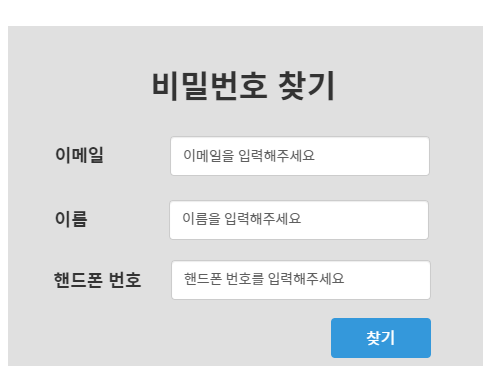 비밀번호 찾기
이메일 이메일을 입력해주세요
이름 이름을 입력해주세요
핸드폰 번호 핸드폰 번호를 입력해주세요
찾기